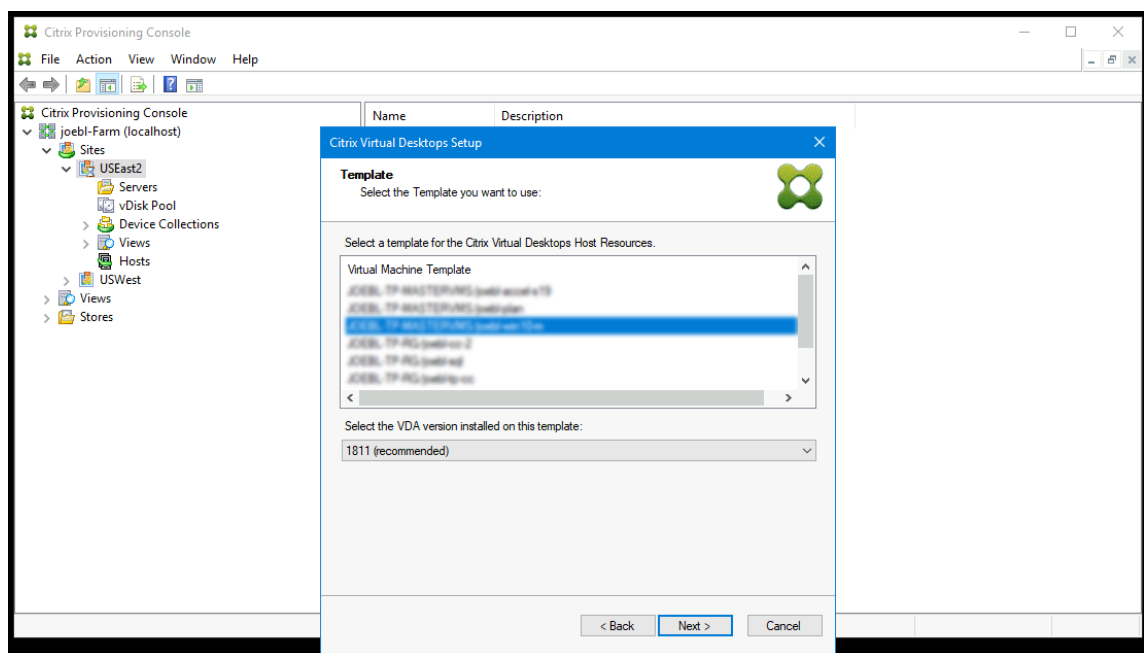 Citrix Provisioning Console
File Action View Window Help
Citrix Provisioning Console
joebl-Farm (localhost)
Sites
USEast2
Servers
vDisk Pool
Device Collections
Views
Hosts
USWest
Views
Stores
Name Description
Citrix Virtual Desktops Setup
Template
Select the Template you want to use:
Select a template for the Citrix Virtual Desktops Host Resources.
Virtual Machine Template
Select the VDA version installed on this template:
1811 (recommended)
< Back Next > Cancel